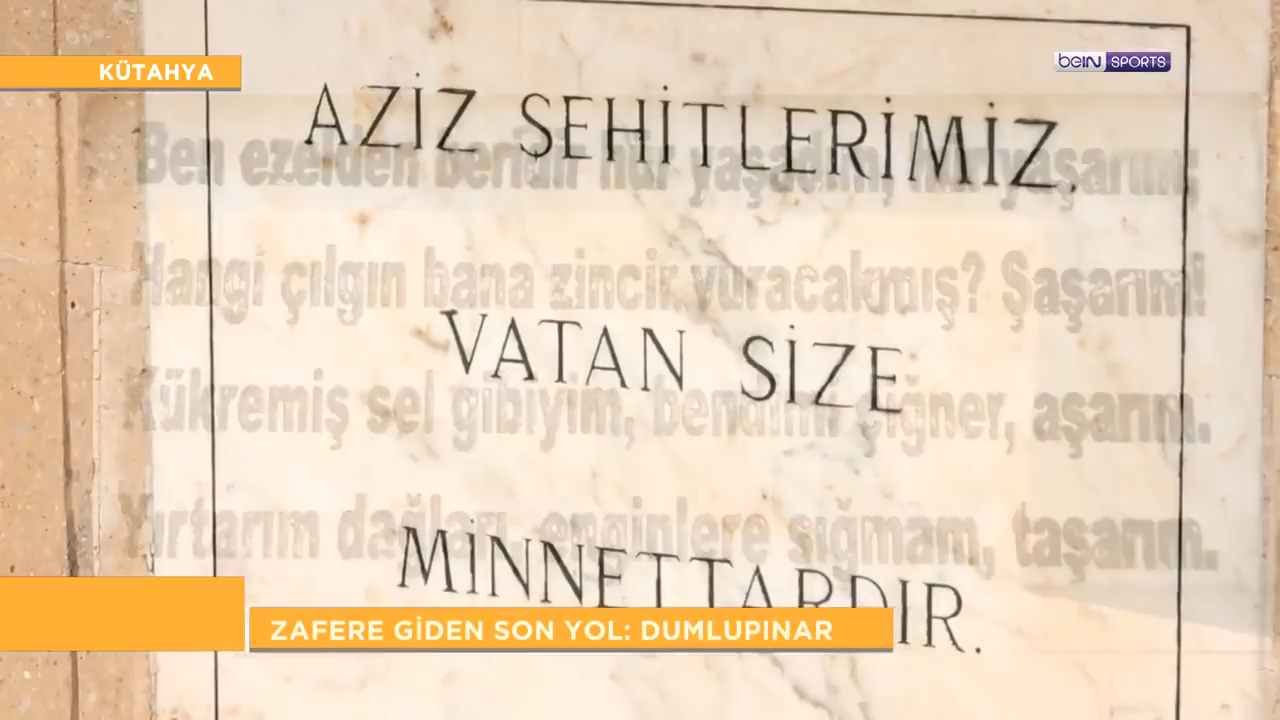 KÜTAHYA
beIN SPORTS
AZİZ ŞEHİTLERİMİZ.
Ben ezelden beridir hür yaşadım, hür yaşarım;
Hangi çılgın bana zincir vuracakmış? Şaşarım!
VATAN SİZE
Kükremiş sel gibiyim, bendimi çiğner, aşarım.
Yırtarım dağları, enginlere sığmam, taşarım.
MİNNETTARDIR.
ZAFERE GİDEN SON YOL: DUMLUPINAR